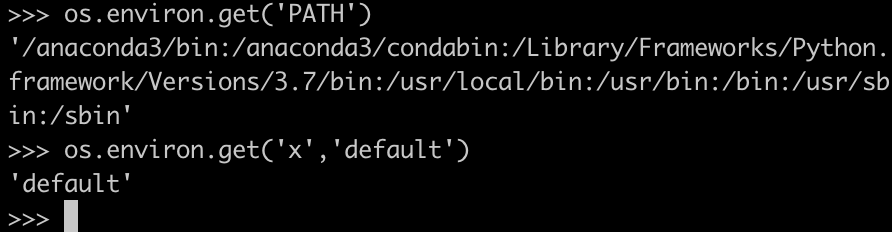 >>> os.environ.get('PATH')
'/anaconda3/bin:/anaconda3/condabin:/Library/Frameworks/Python.
framework/Versions/3.7/bin:/usr/local/bin:/usr/bin:/bin:/usr/sb
in:/sbin'
>>> os.environ.get('x','default')
'default'
>>>